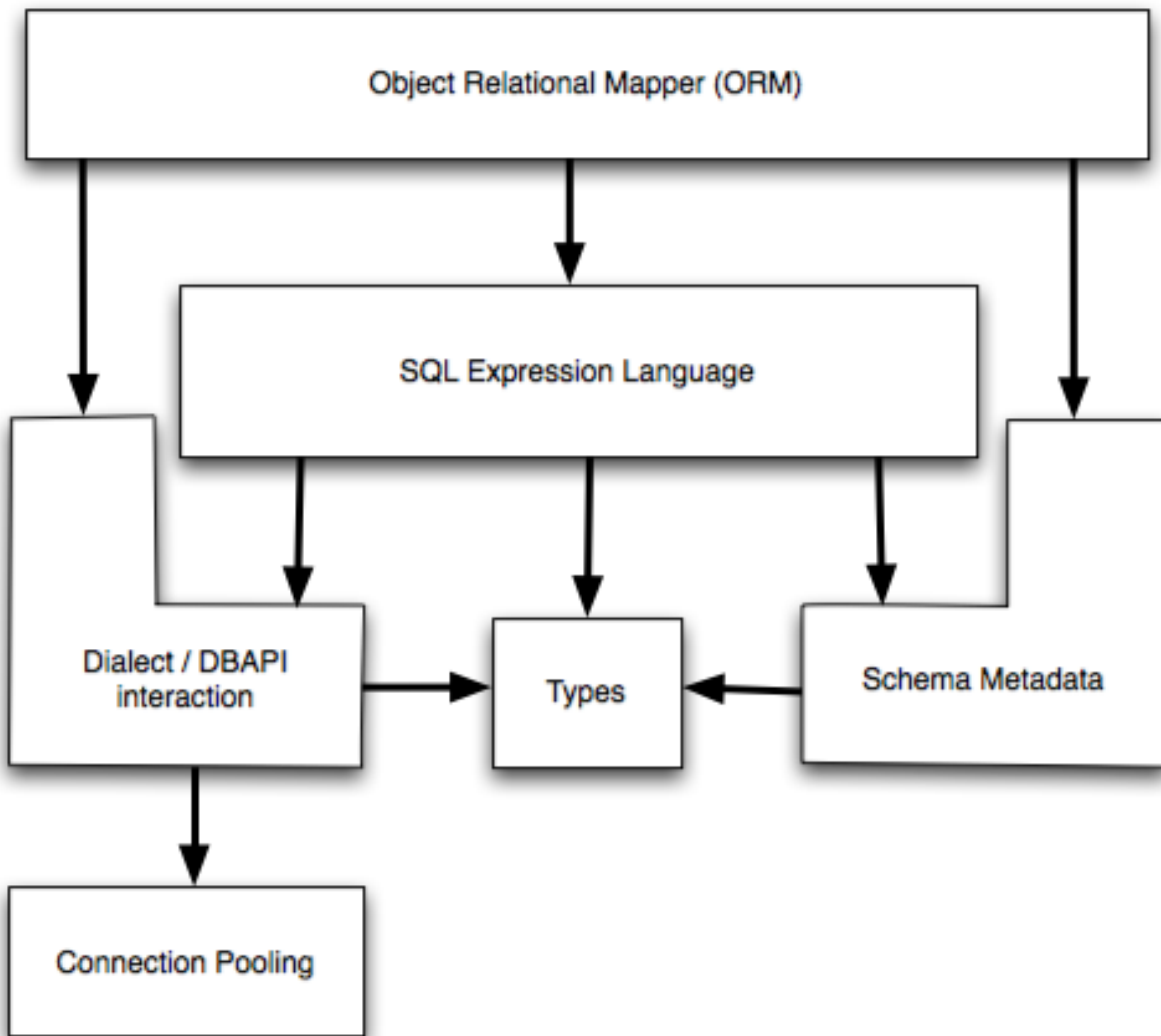 Object Relational Mapper (ORM)
SQL Expression Language
Dialect / DBAPI
interaction
Types
Schema Metadata
Connection Pooling